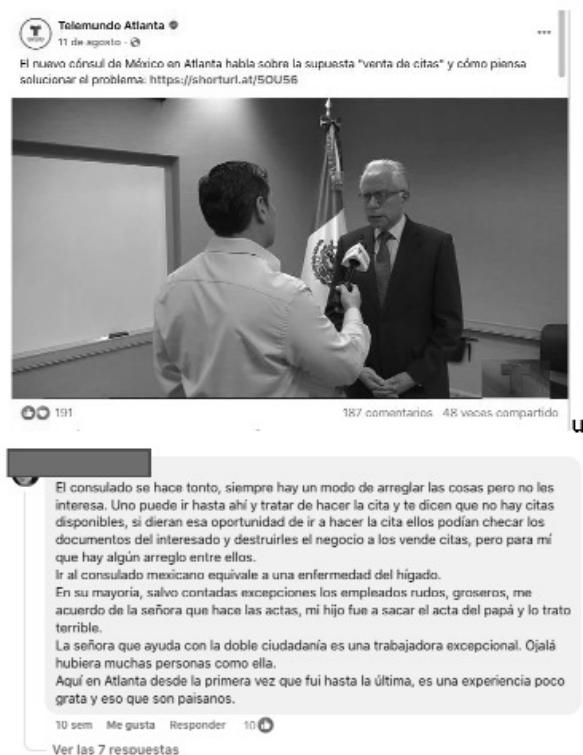 Telemundo Atlanta
11 de agosto ·
El nuevo cónsul de México en Atlanta habla sobre la supuesta "venta de citas" y cómo piensa
solucionar el problema: https://shorturl.at/5OU56
191
187 comentarios 48 veces compartido
u
El consulado se hace tonto, siempre hay un modo de arreglar las cosas pero no les
interesa. Uno puede ir hasta ahí y tratar de hacer la cita y te dicen que no hay citas
disponibles, si dieran esa oportunidad de ir a hacer la cita ellos podían checar los
documentos del interesado y destruirles el negocio a los vende citas, pero para mí
que hay algún arreglo entre ellos.
Ir al consulado mexicano equivale a una enfermedad del hígado.
En su mayoría, salvo contadas excepciones los empleados rudos, groseros, me
acuerdo de la señora que hace las actas, mi hijo fue a sacar el acta del papá y lo trato
terrible.
La señora que ayuda con la doble ciudadanía es una trabajadora excepcional. Ojalá
hubiera muchas personas como ella.
Aquí en Atlanta desde la primera vez que fui hasta la última, es una experiencia poco
grata y eso que son paisanos.
10 sem Me gusta Responder 10
Ver las 7 respuestas